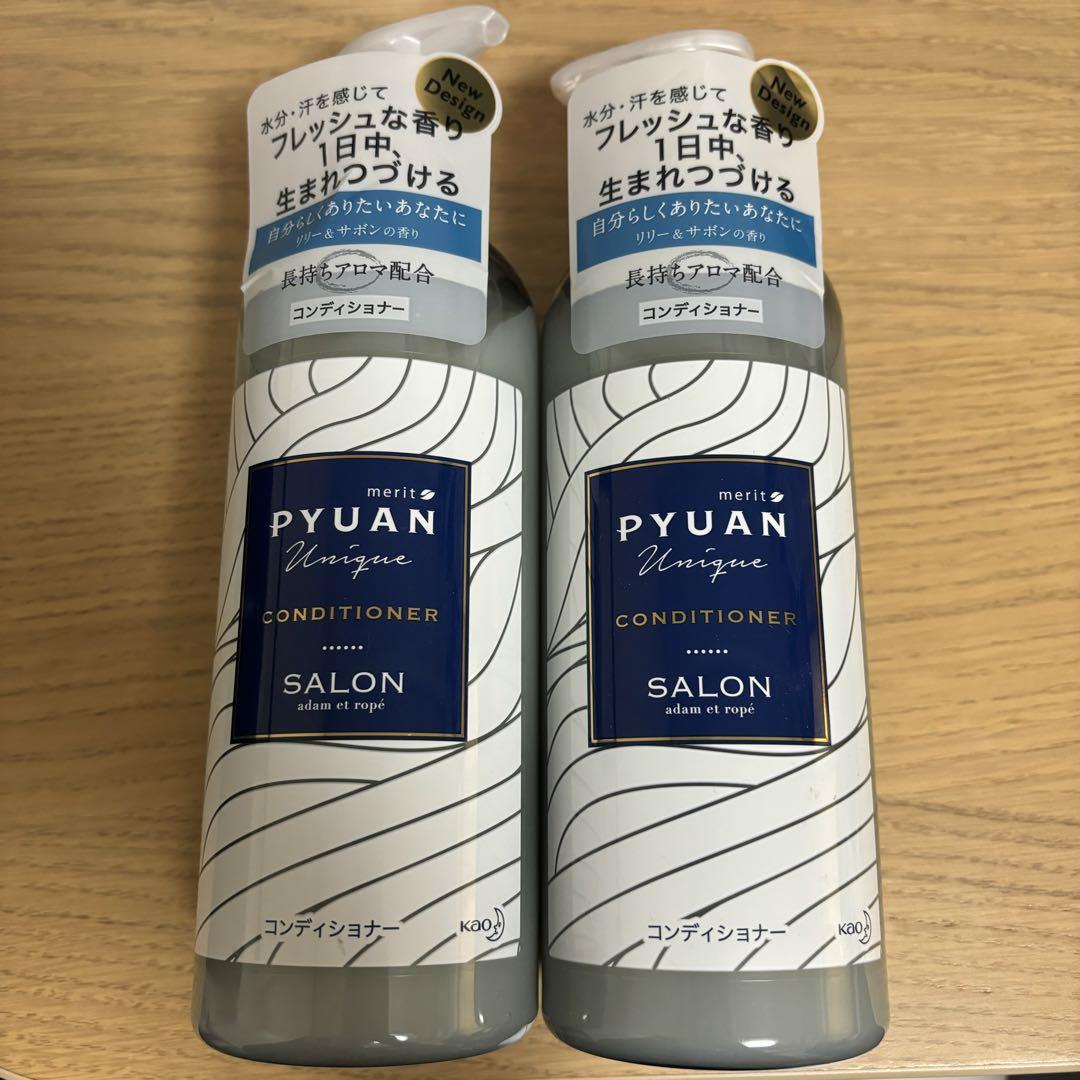 New
Design
水分・汗を感じて
フレッシュな香り
1日中、
生まれつづける
自分らしくありたいあなたに
リリー&サボンの香り
長持ちアロマ配合
コンディショナー
merit
PYUAN
Unique
CONDITIONER
SALON
adam et ropé
コンディショナー
Kao
New
Design
水分・汗を感じて
フレッシュな香り
1日中、
生まれつづける
自分らしくありたいあなたに
リリー&サボンの香り
長持ちアロマ配合
コンディショナー
merit
PYUAN
Unique
CONDITIONER
SALON
adam et ropé
コンディショナー
Kao